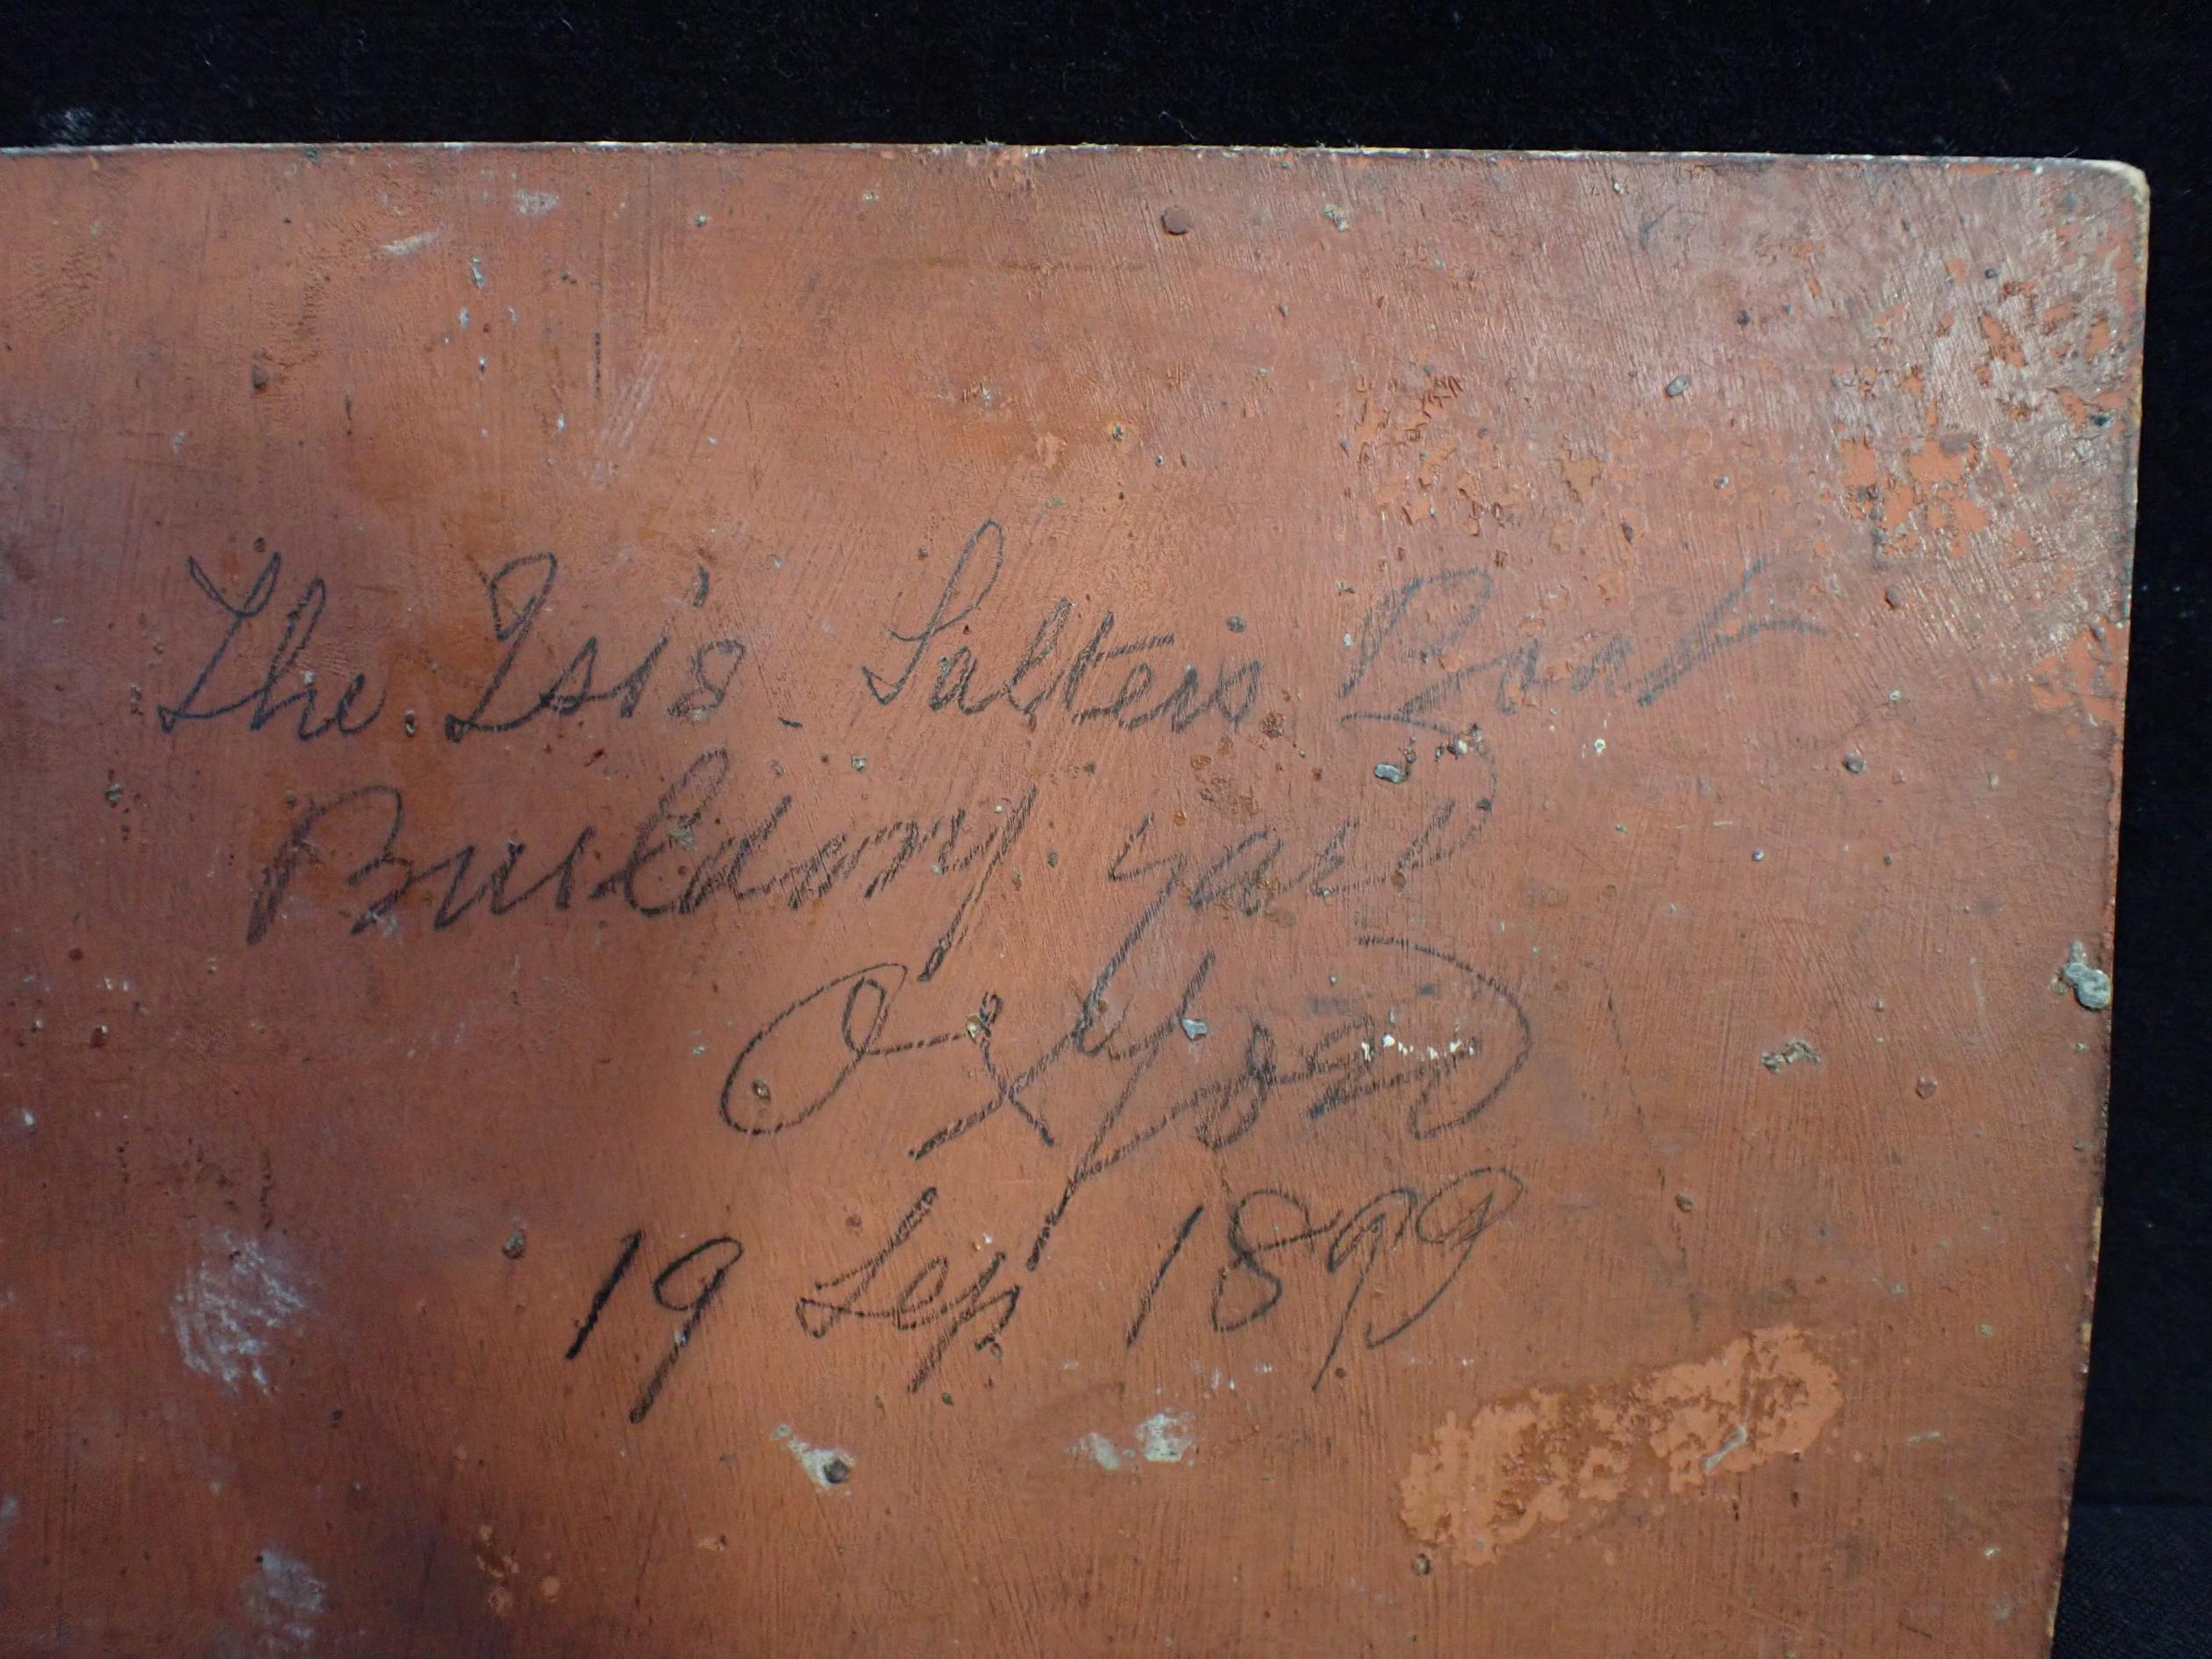 The Isis. Salters Boat
Building yard
Oxford
19 Sep 1899